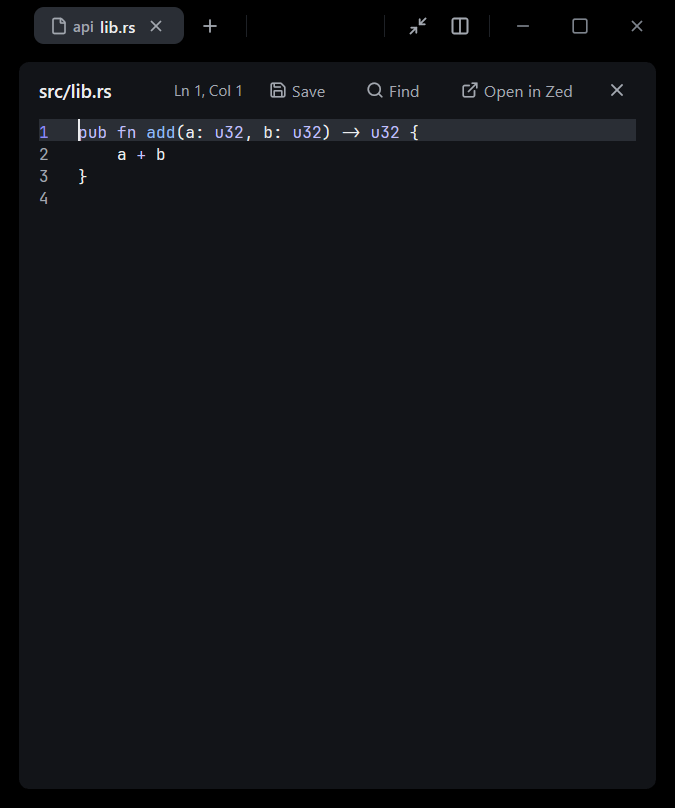 api lib.rs
src/lib.rs Ln 1, Col 1 Save Find Open in Zed
1 pub fn add(a: u32, b: u32) -> u32 {
2     a + b
3 }
4